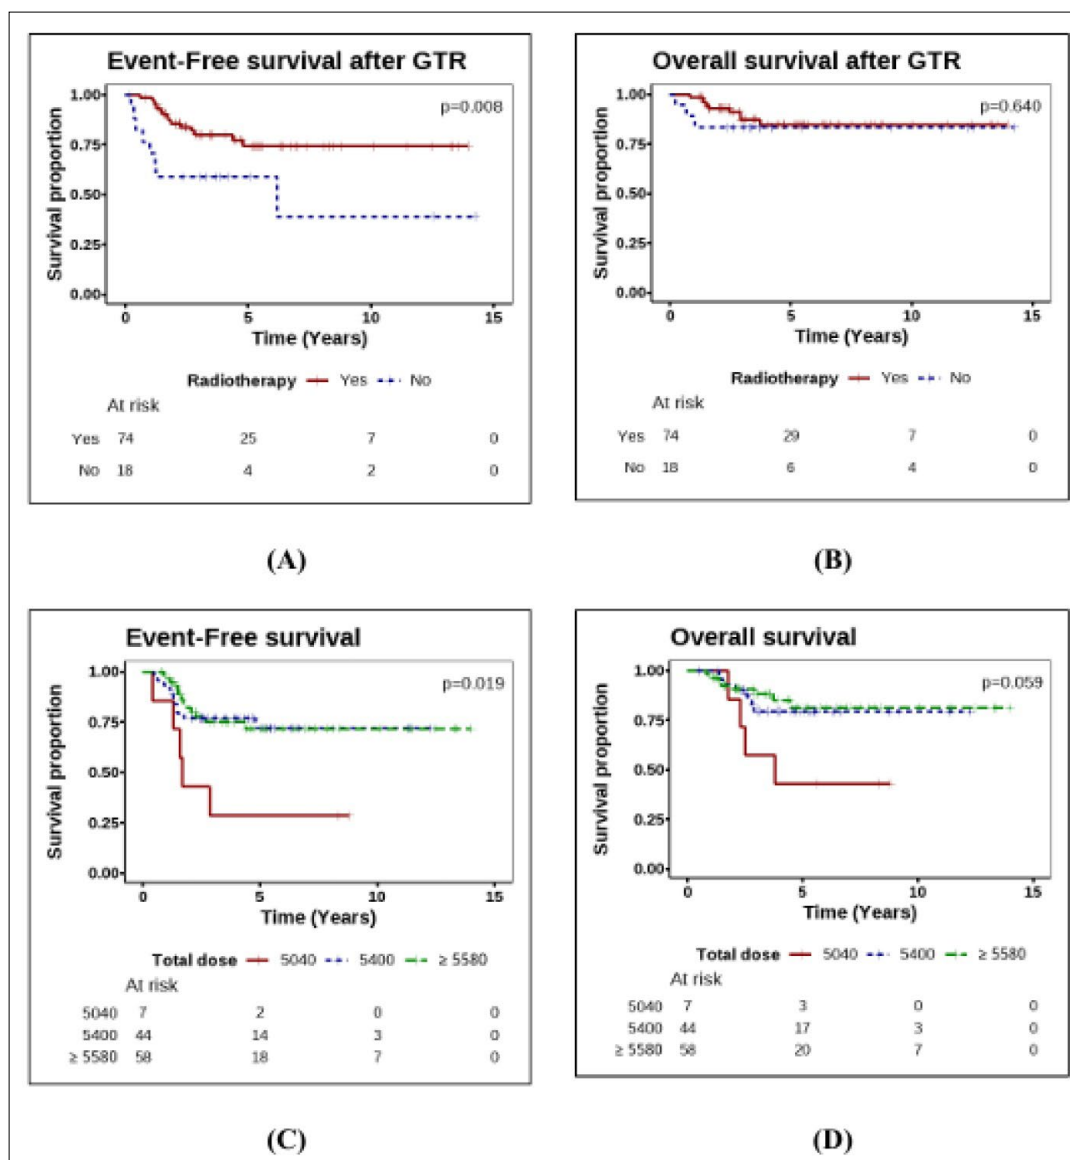 Event-Free survival after GTR
p=0.008
1.00
0.75
0.50
0.25
0.00
Survival proportion
0 5 10 15
Time (Years)
Radiotherapy Yes No
At risk
Yes 74 25 7 0
No 18 4 2 0
(A)
Overall survival after GTR
p=0.640
1.00
0.75
0.50
0.25
0.00
Survival proportion
0 5 10 15
Time (Years)
Radiotherapy Yes No
At risk
Yes 74 29 7 0
No 18 6 4 0
(B)
Event-Free survival
p=0.019
1.00
0.75
0.50
0.25
0.00
Survival proportion
0 5 10 15
Time (Years)
Total dose 5040 5400 ≥ 5580
At risk
5040 7 2 0 0
5400 44 14 3 0
≥ 5580 58 18 7 0
(C)
Overall survival
p=0.059
1.00
0.75
0.50
0.25
0.00
Survival proportion
0 5 10 15
Time (Years)
Total dose 5040 5400 ≥ 5580
At risk
5040 7 3 0 0
5400 44 17 3 0
≥ 5580 58 20 7 0
(D)